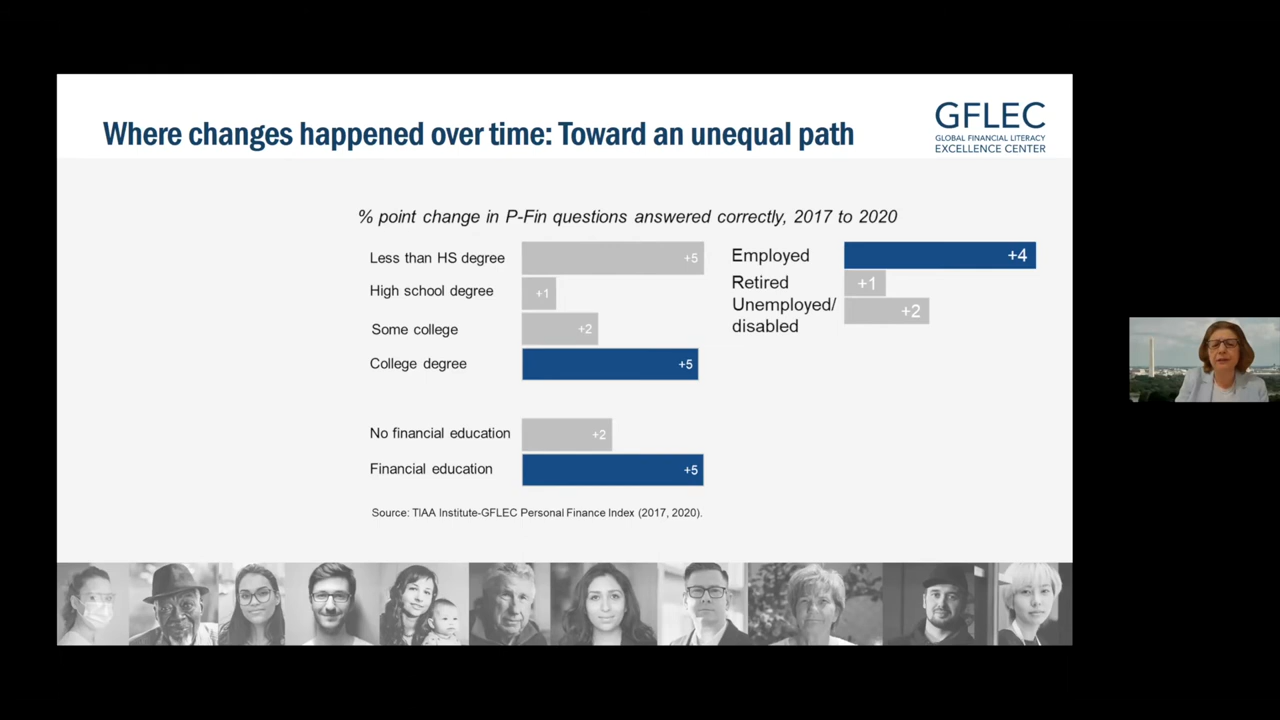 Where changes happened over time: Toward an unequal path
GFLEC
GLOBAL FINANCIAL LITERACY
EXCELLENCE CENTER
% point change in P-Fin questions answered correctly, 2017 to 2020
Less than HS degree +5
High school degree +1
Some college +2
College degree +5
No financial education +2
Financial education +5
Employed +4
Retired +1
Unemployed/
disabled +2
Source: TIAA Institute-GFLEC Personal Finance Index (2017, 2020).